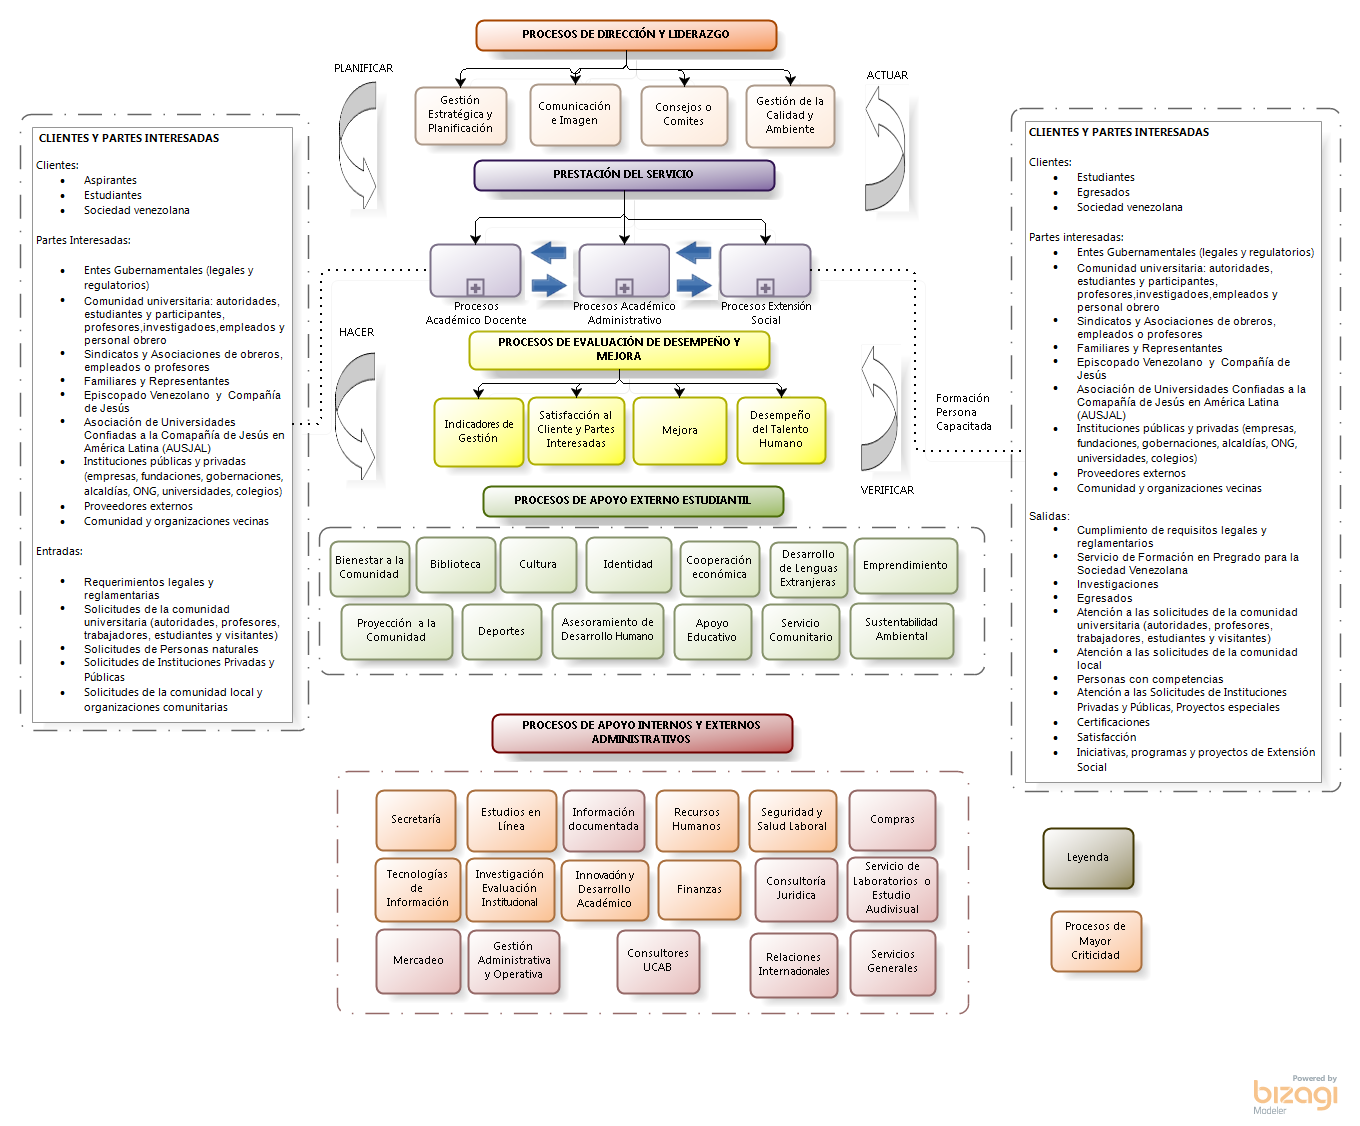 PROCESOS DE DIRECCIÓN Y LIDERAZGO
PLANIFICAR
ACTUAR
Gestión
Estratégica y
Planificación
Comunicación
e Imagen
Consejos o
Comites
Gestión de la
Calidad y
Ambiente
PRESTACIÓN DEL SERVICIO
Procesos
Académico Docente
Procesos Académico
Administrativo
Procesos Extensión
Social
HACER
PROCESOS DE EVALUACIÓN DE DESEMPEÑO Y
MEJORA
Indicadores de
Gestión
Satisfacción al
Cliente y Partes
Interesadas
Mejora
Desempeño
del Talento
Humano
Formación
Persona
Capacitada
VERIFICAR
PROCESOS DE APOYO EXTERNO ESTUDIANTIL
Bienestar a la
Comunidad
Biblioteca
Cultura
Identidad
Cooperación
económica
Desarrollo
de Lenguas
Extranjeras
Emprendimiento
Proyección a la
Comunidad
Deportes
Asesoramiento de
Desarrollo Humano
Apoyo
Educativo
Servicio
Comunitario
Sustentabilidad
Ambiental
PROCESOS DE APOYO INTERNOS Y EXTERNOS
ADMINISTRATIVOS
Secretaría
Estudios en
Línea
Información
documentada
Recursos
Humanos
Seguridad y
Salud Laboral
Compras
Tecnologías
de
Información
Investigación
Evaluación
Institucional
Innovación y
Desarrollo
Académico
Finanzas
Consultoría
Juridica
Servicio de
Laboratorios o
Estudio
Audivisual
Mercadeo
Gestión
Administrativa
y Operativa
Consultores
UCAB
Relaciones
Internacionales
Servicios
Generales
CLIENTES Y PARTES INTERESADAS
Clientes:
• Aspirantes
• Estudiantes
• Sociedad venezolana
Partes Interesadas:
• Entes Gubernamentales (legales y
regulatorios)
• Comunidad universitaria: autoridades,
estudiantes y participantes,
profesores,investigadoes,empleados y
personal obrero
• Sindicatos y Asociaciones de obreros,
empleados o profesores
• Familiares y Representantes
• Episcopado Venezolano y Compañía
de Jesús
• Asociación de Universidades
Confiadas a la Comapañía de Jesús en
América Latina (AUSJAL)
• Instituciones públicas y privadas
(empresas, fundaciones, gobernaciones,
alcaldías, ONG, universidades, colegios)
• Proveedores externos
• Comunidad y organizaciones vecinas
Entradas:
• Requerimientos legales y
reglamentarias
• Solicitudes de la comunidad
universitaria (autoridades, profesores,
trabajadores, estudiantes y visitantes)
• Solicitudes de Personas naturales
• Solicitudes de Instituciones Privadas y
Públicas
• Solicitudes de la comunidad local y
organizaciones comunitarias
CLIENTES Y PARTES INTERESADAS
Clientes:
• Estudiantes
• Egresados
• Sociedad venezolana
Partes interesadas:
• Entes Gubernamentales (legales y regulatorios)
• Comunidad universitaria: autoridades,
estudiantes y participantes,
profesores,investigadoes,empleados y
personal obrero
• Sindicatos y Asociaciones de obreros,
empleados o profesores
• Familiares y Representantes
• Episcopado Venezolano y Compañía de
Jesús
• Asociación de Universidades Confiadas a la
Comapañía de Jesús en América Latina
(AUSJAL)
• Instituciones públicas y privadas (empresas,
fundaciones, gobernaciones, alcaldías, ONG,
universidades, colegios)
• Proveedores externos
• Comunidad y organizaciones vecinas
Salidas:
• Cumplimiento de requisitos legales y
reglamentarios
• Servicio de Formación en Pregrado para la
Sociedad Venezolana
• Investigaciones
• Egresados
• Atención a las solicitudes de la comunidad
universitaria (autoridades, profesores,
trabajadores, estudiantes y visitantes)
• Atención a las solicitudes de la comunidad
local
• Personas con competencias
• Atención a las Solicitudes de Instituciones
Privadas y Públicas, Proyectos especiales
• Certificaciones
• Satisfacción
• Iniciativas, programas y proyectos de Extensión
Social
Leyenda
Procesos de
Mayor
Criticidad
Powered by
bizagi
Modeler